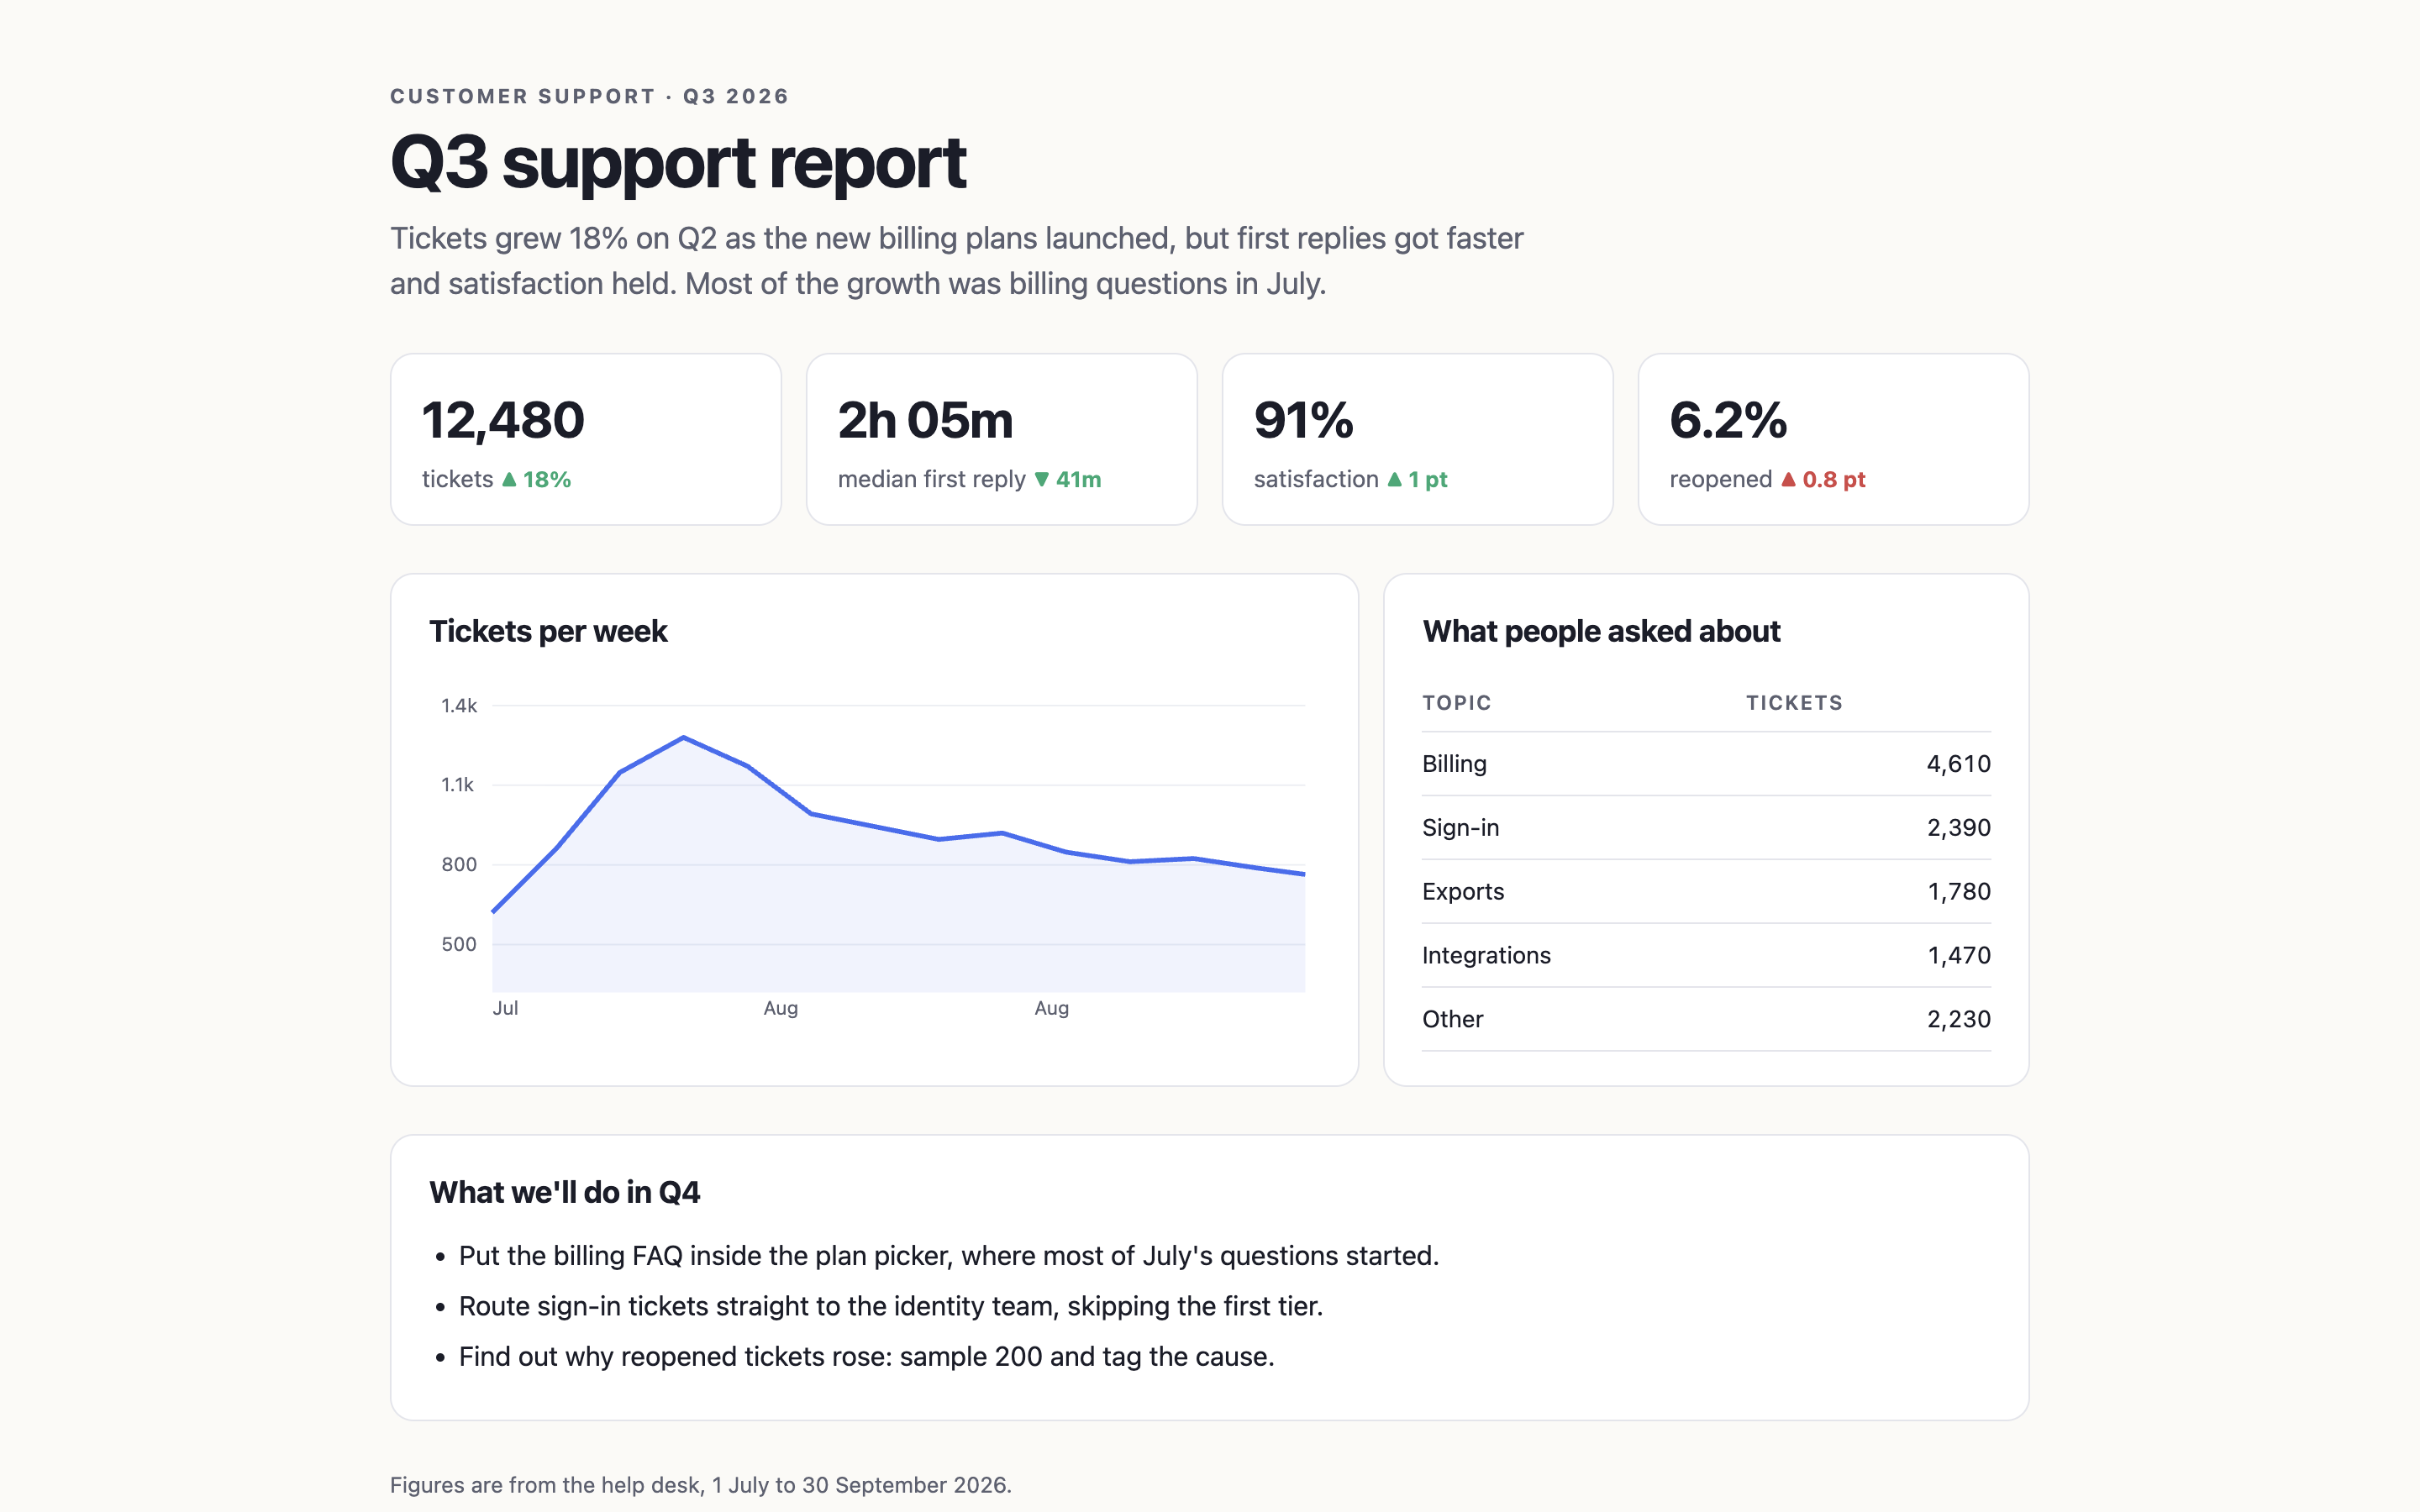 CUSTOMER SUPPORT · Q3 2026
Q3 support report
Tickets grew 18% on Q2 as the new billing plans launched, but first replies got faster
and satisfaction held. Most of the growth was billing questions in July.
12,480
tickets ▲ 18%
2h 05m
median first reply ▼ 41m
91%
satisfaction ▲ 1 pt
6.2%
reopened ▲ 0.8 pt
Tickets per week
1.4k
1.1k
800
500
Jul Aug Aug
What people asked about
TOPIC TICKETS
Billing 4,610
Sign-in 2,390
Exports 1,780
Integrations 1,470
Other 2,230
What we'll do in Q4
• Put the billing FAQ inside the plan picker, where most of July's questions started.
• Route sign-in tickets straight to the identity team, skipping the first tier.
• Find out why reopened tickets rose: sample 200 and tag the cause.
Figures are from the help desk, 1 July to 30 September 2026.